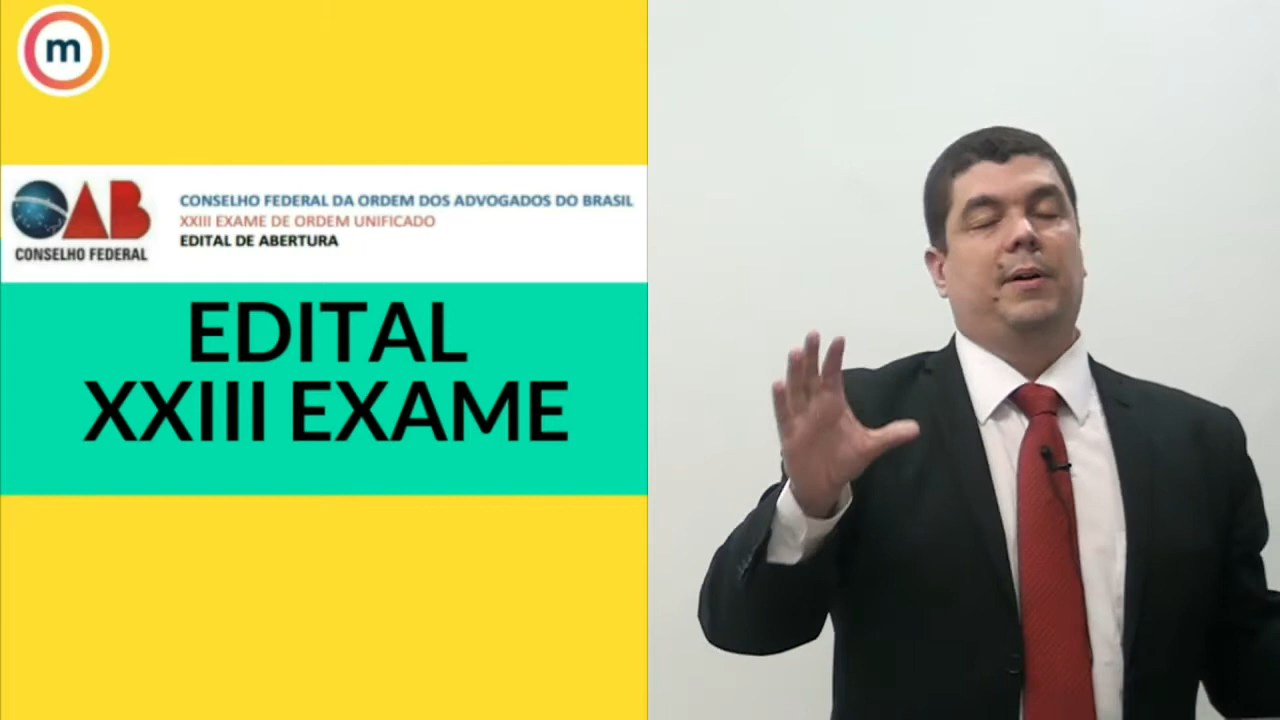 m
OAB
CONSELHO FEDERAL
CONSELHO FEDERAL DA ORDEM DOS ADVOGADOS DO BRASIL
XXIII EXAME DE ORDEM UNIFICADO
EDITAL DE ABERTURA
EDITAL
XXIII EXAME